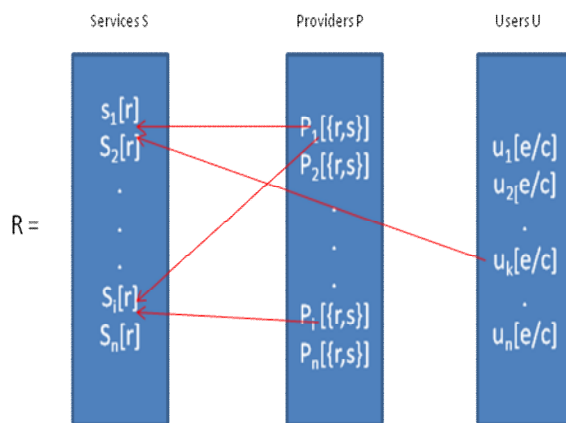 Services S
Providers P
Users U
R =
s₁[r]
S₂[r]
.
.
.
Sᵢ[r]
Sₙ[r]
P₁[{r,s}]
P₂[{r,s}]
.
.
.
Pᵢ[{r,s}]
Pₙ[{r,s}]
u₁[e/c]
u₂[e/c]
.
uₖ[e/c]
.
uₙ[e/c]